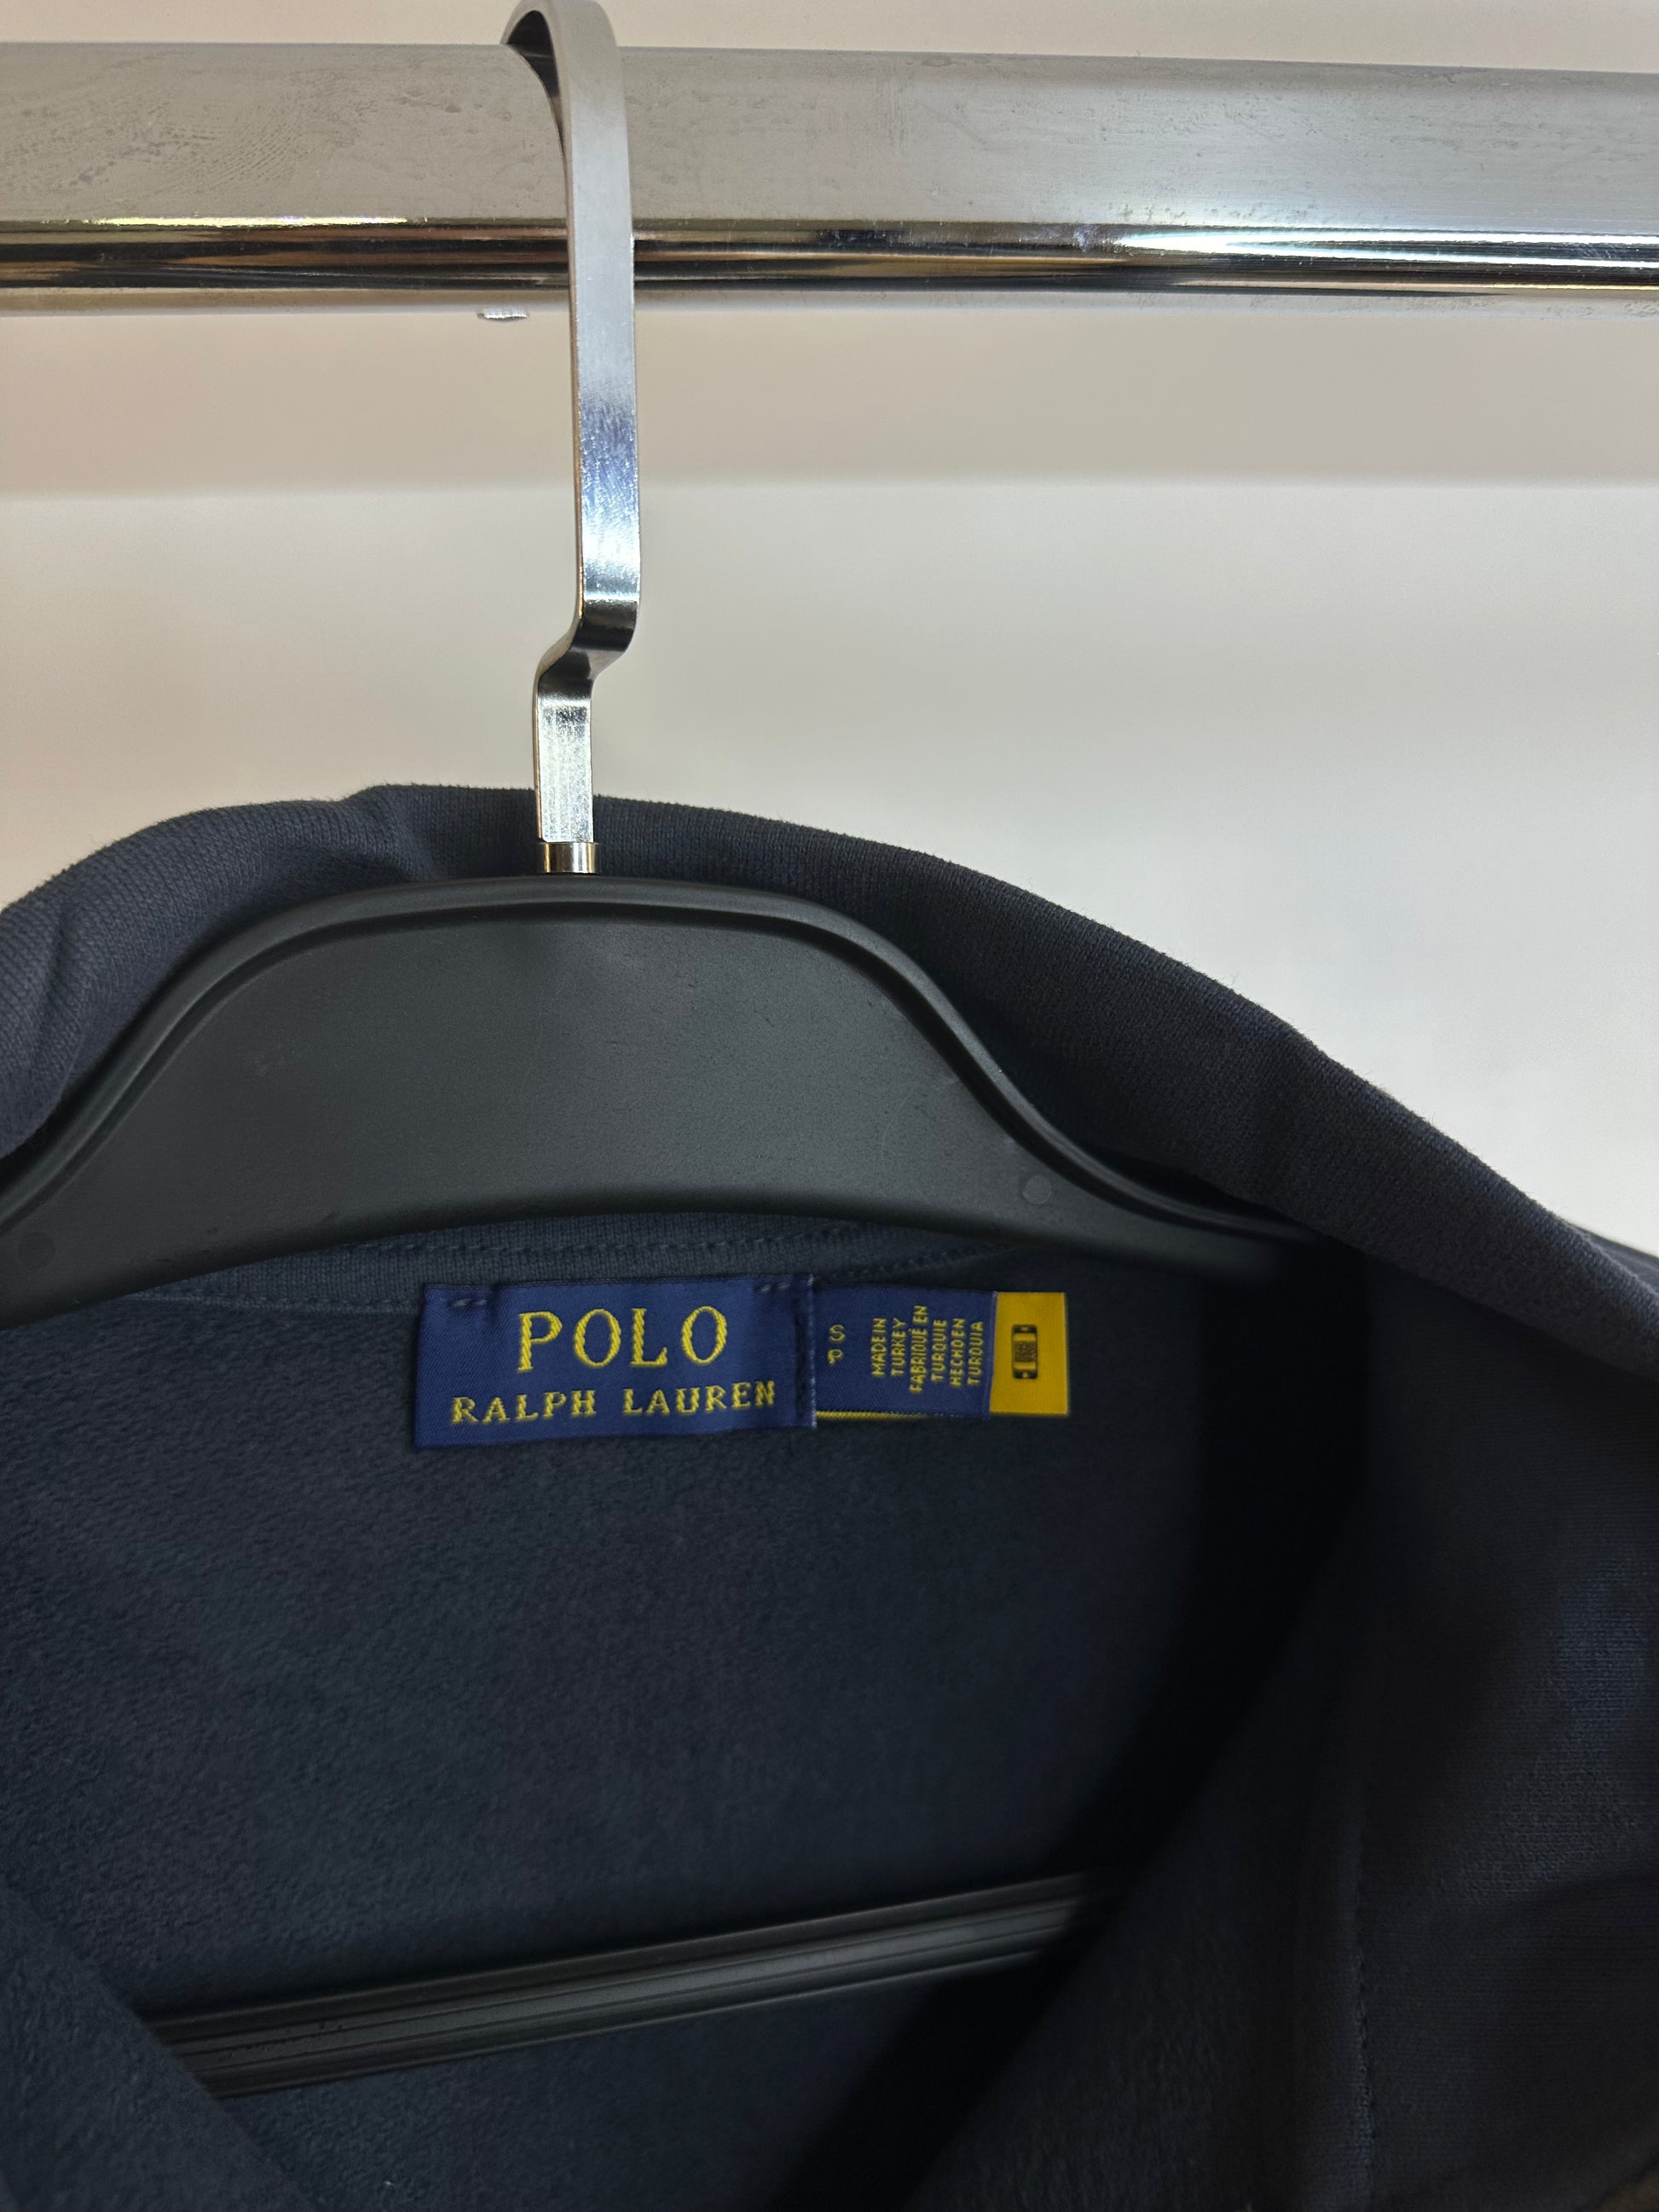 POLO
RALPH LAUREN
S
P
MADE IN
TURKEY
FABRIQUÉ EN
TURQUIE
HECHO EN
TURQUIA